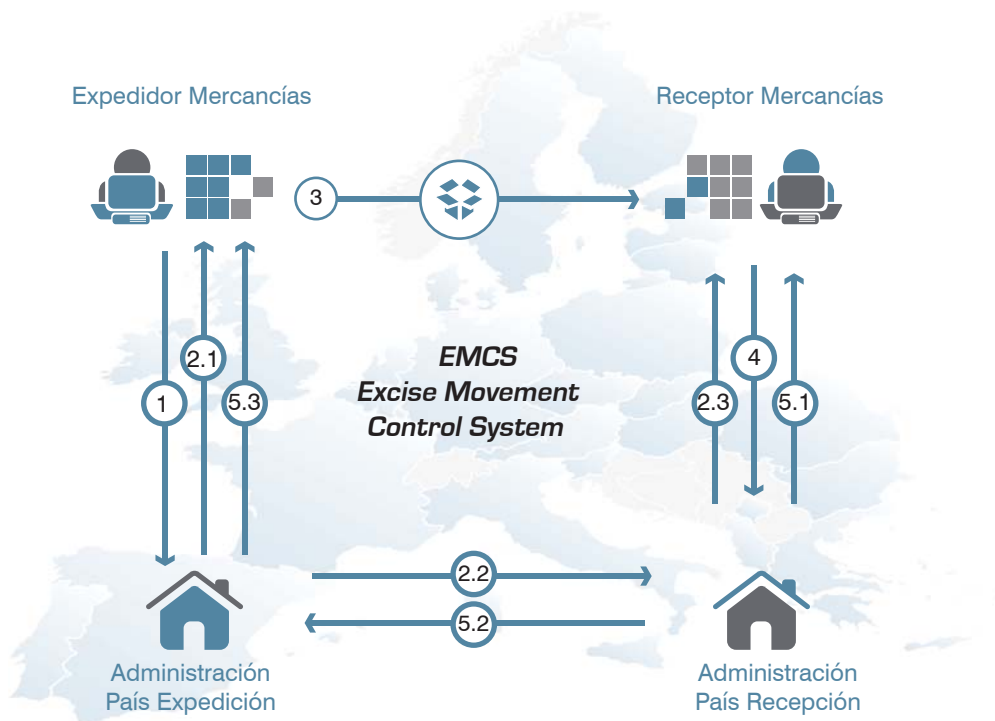 Expedidor Mercancías
Receptor Mercancías
3
2.1
4
1
5.3
2.3
5.1
EMCS
Excise Movement
Control System
2.2
5.2
Administración
País Expedición
Administración
País Recepción